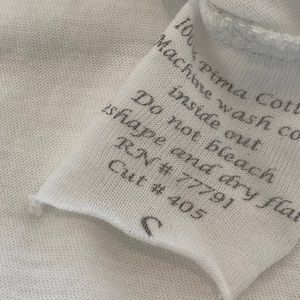 100% Pima Cott
Machine wash co
inside out
Do not bleach
shape and dry flat
RN # 77791
Cut # 405